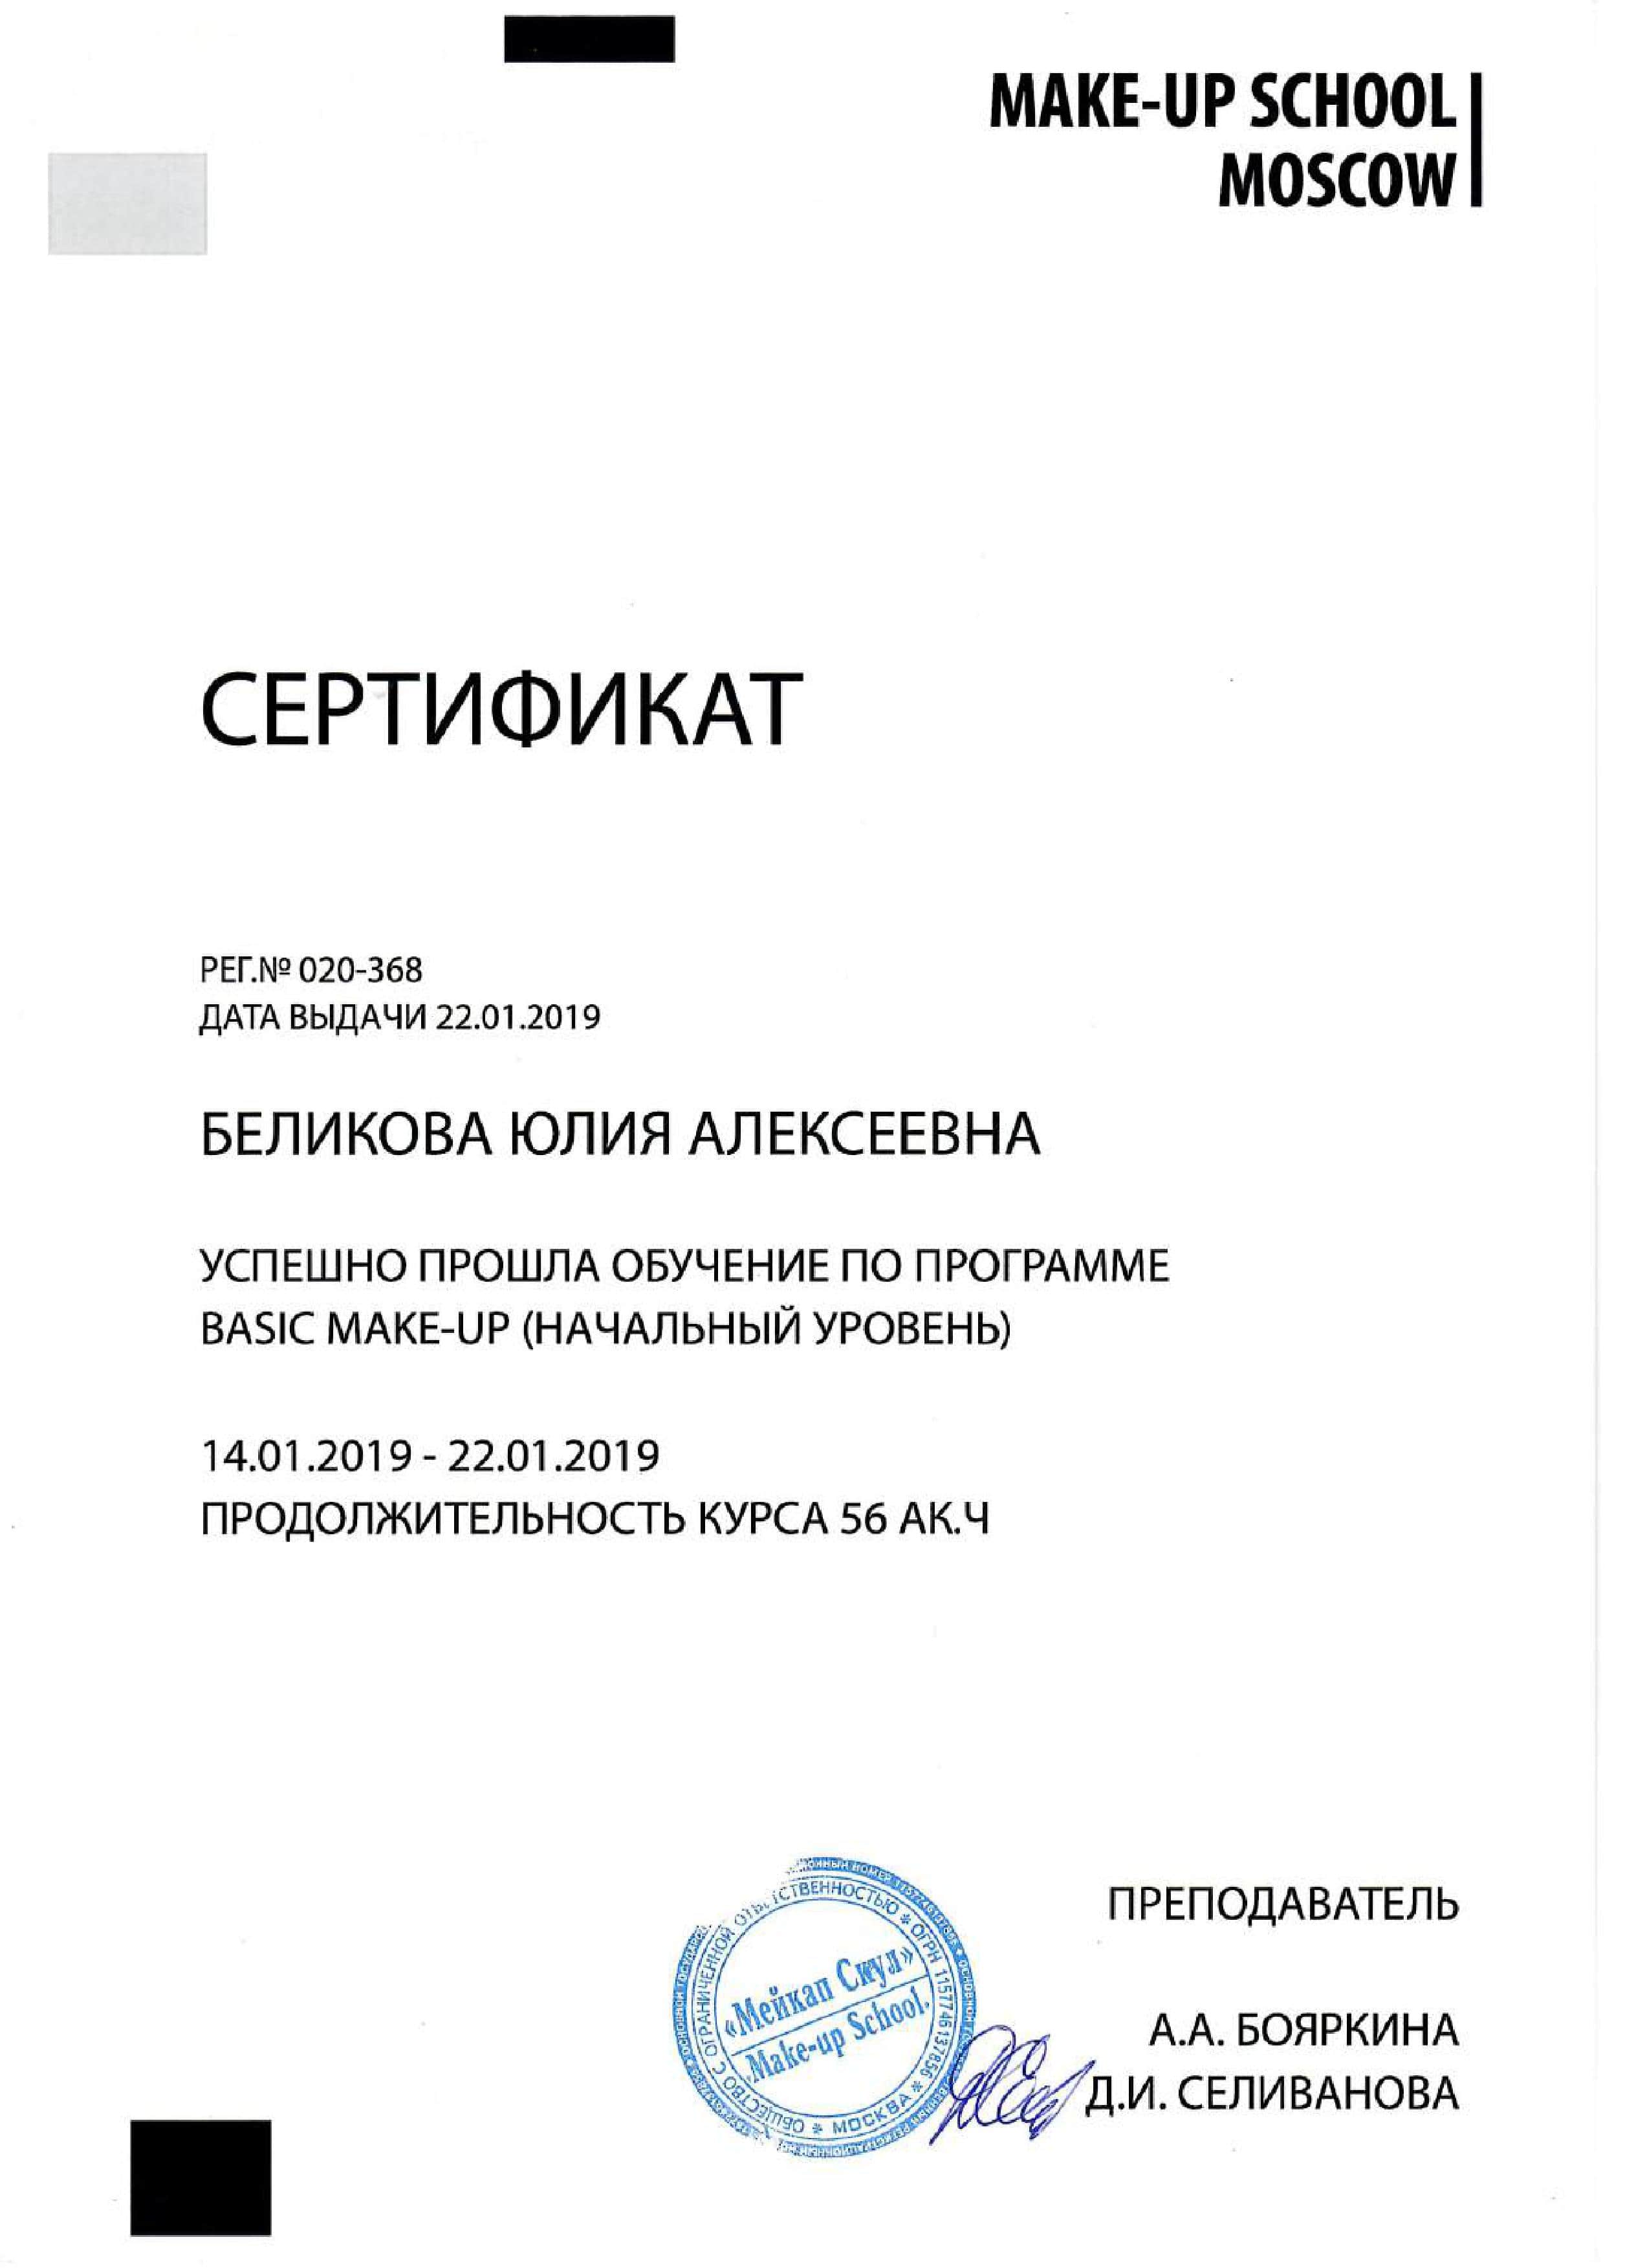 MAKE-UP SCHOOL
MOSCOW
СЕРТИФИКАТ
РЕГ.№ 020-368
ДАТА ВЫДАЧИ 22.01.2019
БЕЛИКОВА ЮЛИЯ АЛЕКСЕЕВНА
УСПЕШНО ПРОШЛА ОБУЧЕНИЕ ПО ПРОГРАММЕ
BASIC MAKE-UP (НАЧАЛЬНЫЙ УРОВЕНЬ)
14.01.2019 - 22.01.2019
ПРОДОЛЖИТЕЛЬНОСТЬ КУРСА 56 АК.Ч
ОБЩЕСТВО С ОГРАНИЧЕННОЙ ОТВЕТСТВЕННОСТЬЮ * ОГРН 1157746137856 * МОСКВА *
«Мейкап Скул»
Make-up School.
ПРЕПОДАВАТЕЛЬ
А.А. БОЯРКИНА
Д.И. СЕЛИВАНОВА